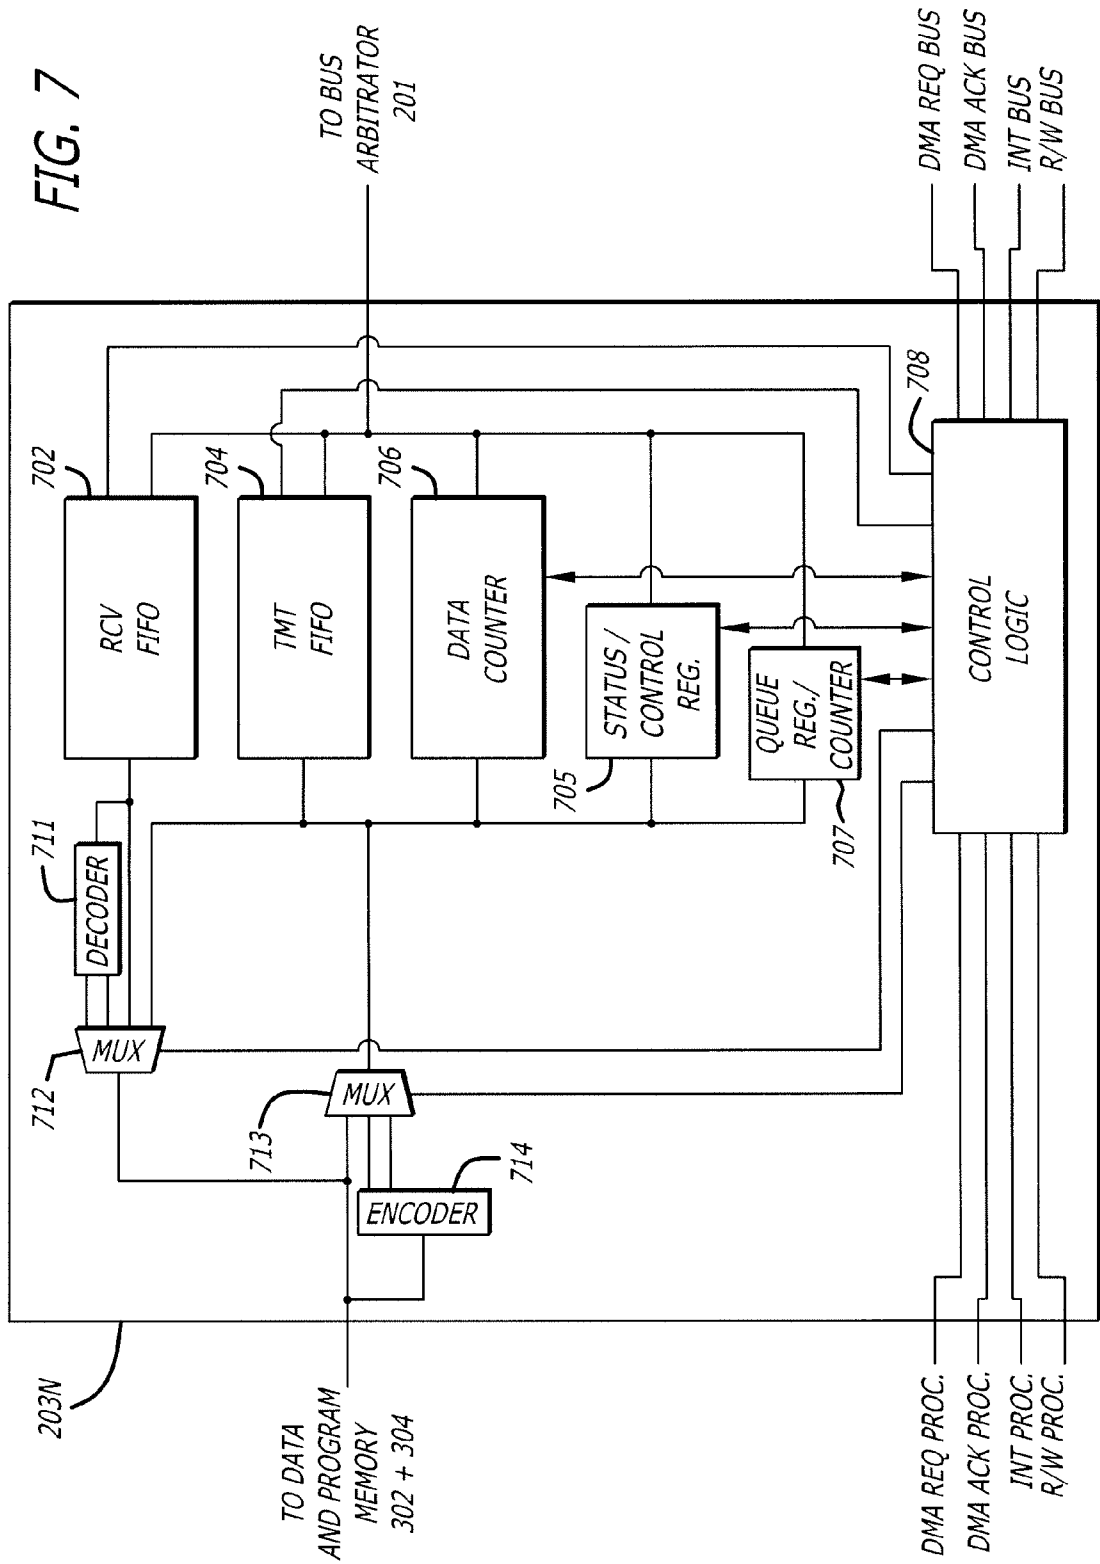 FIG. 7
TO BUS
ARBITRATOR
201
DMA REQ BUS
DMA ACK BUS
INT BUS
R/W BUS
702
704
706
708
RCV
FIFO
TMT
FIFO
DATA
COUNTER
STATUS /
CONTROL
REG.
705
QUEUE
REG./
COUNTER
707
CONTROL
LOGIC
711
DECODER
MUX
712
MUX
713
ENCODER
714
203N
TO DATA
AND PROGRAM
MEMORY
302 + 304
DMA REQ PROC.
DMA ACK PROC.
INT PROC.
R/W PROC.